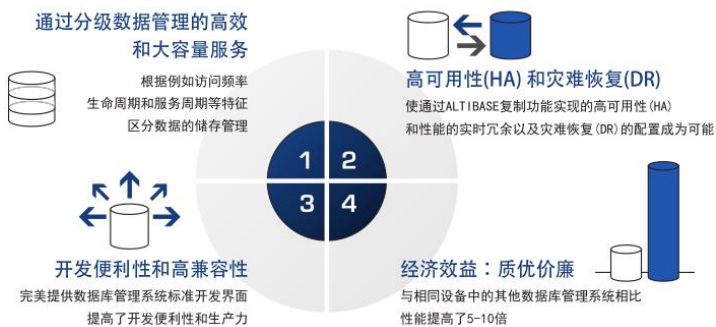 通过分级数据管理的高效
和大容量服务
根据例如访问频率
生命周期和服务周期等特征
区分数据的储存管理
高可用性(HA) 和灾难恢复(DR)
使通过ALTIBASE复制功能实现的高可用性(HA)
和性能的实时冗余以及灾难恢复(DR)的配置成为可能
1 2
3 4
开发便利性和高兼容性
完美提供数据库管理系统标准开发界面
提高了开发便利性和生产力
经济效益：质优价廉
与相同设备中的其他数据库管理系统相比
性能提高了5-10倍